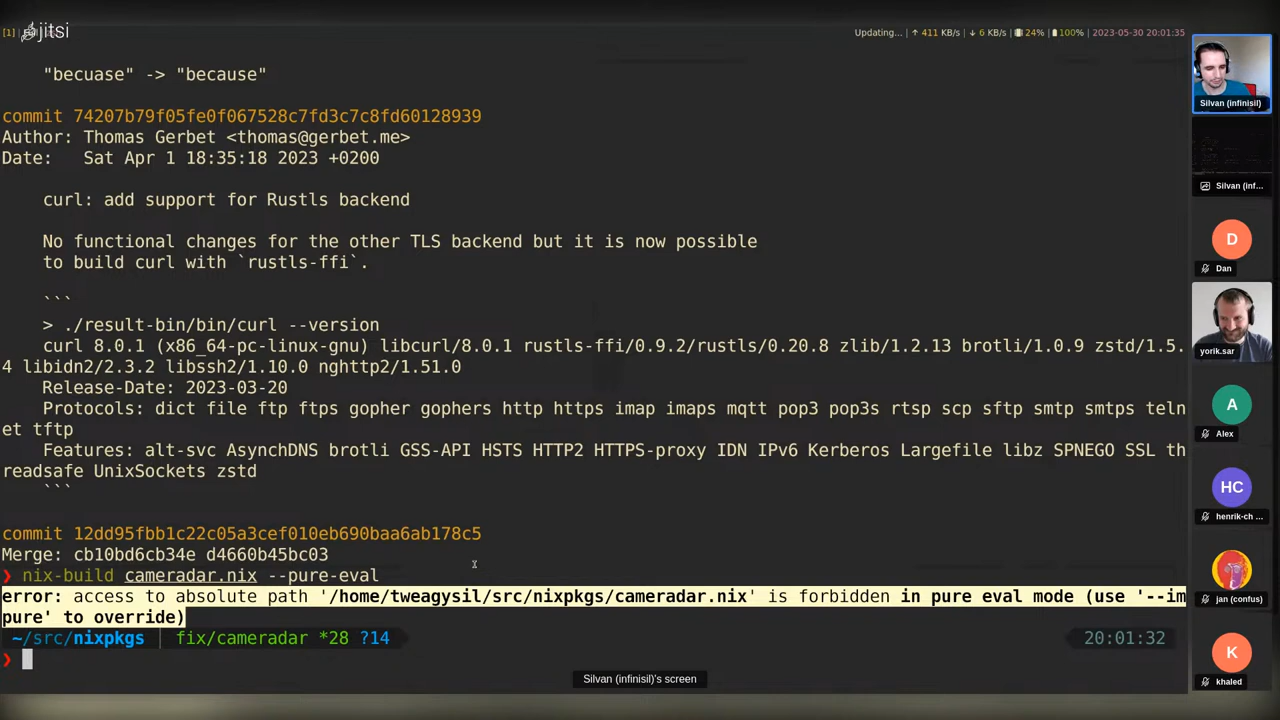 jitsi
[1]
Updating... | ↑ 411 KB/s | ↓ 6 KB/s | 24% | 100% | 2023-05-30 20:01:35
"becuase" -> "because"
commit 74207b79f05fe0f067528c7fd3c7c8fd60128939
Author: Thomas Gerbet <thomas@gerbet.me>
Date:   Sat Apr 1 18:35:18 2023 +0200
curl: add support for Rustls backend
No functional changes for the other TLS backend but it is now possible
to build curl with `rustls-ffi`.
```
> ./result-bin/bin/curl --version
curl 8.0.1 (x86_64-pc-linux-gnu) libcurl/8.0.1 rustls-ffi/0.9.2/rustls/0.20.8 zlib/1.2.13 brotli/1.0.9 zstd/1.5.
4 libidn2/2.3.2 libssh2/1.10.0 nghttp2/1.51.0
Release-Date: 2023-03-20
Protocols: dict file ftp ftps gopher gophers http https imap imaps mqtt pop3 pop3s rtsp scp sftp smtp smtps teln
et tftp
Features: alt-svc AsynchDNS brotli GSS-API HSTS HTTP2 HTTPS-proxy IDN IPv6 Kerberos Largefile libz SPNEGO SSL th
readsafe UnixSockets zstd
```
commit 12dd95fbb1c22c05a3cef010eb690baa6ab178c5
Merge: cb10bd6cb34e d4660b45bc03
❯ nix-build cameradar.nix --pure-eval
error: access to absolute path '/home/tweagysil/src/nixpkgs/cameradar.nix' is forbidden in pure eval mode (use '--im
pure' to override)
~/src/nixpkgs | fix/cameradar *28 ?14
20:01:32
❯
Silvan (infinisil)'s screen
Silvan (infinisil)
Silvan (inf...
D
Dan
yorik.sar
A
Alex
HC
henrik-ch ...
jan (confus)
K
khaled